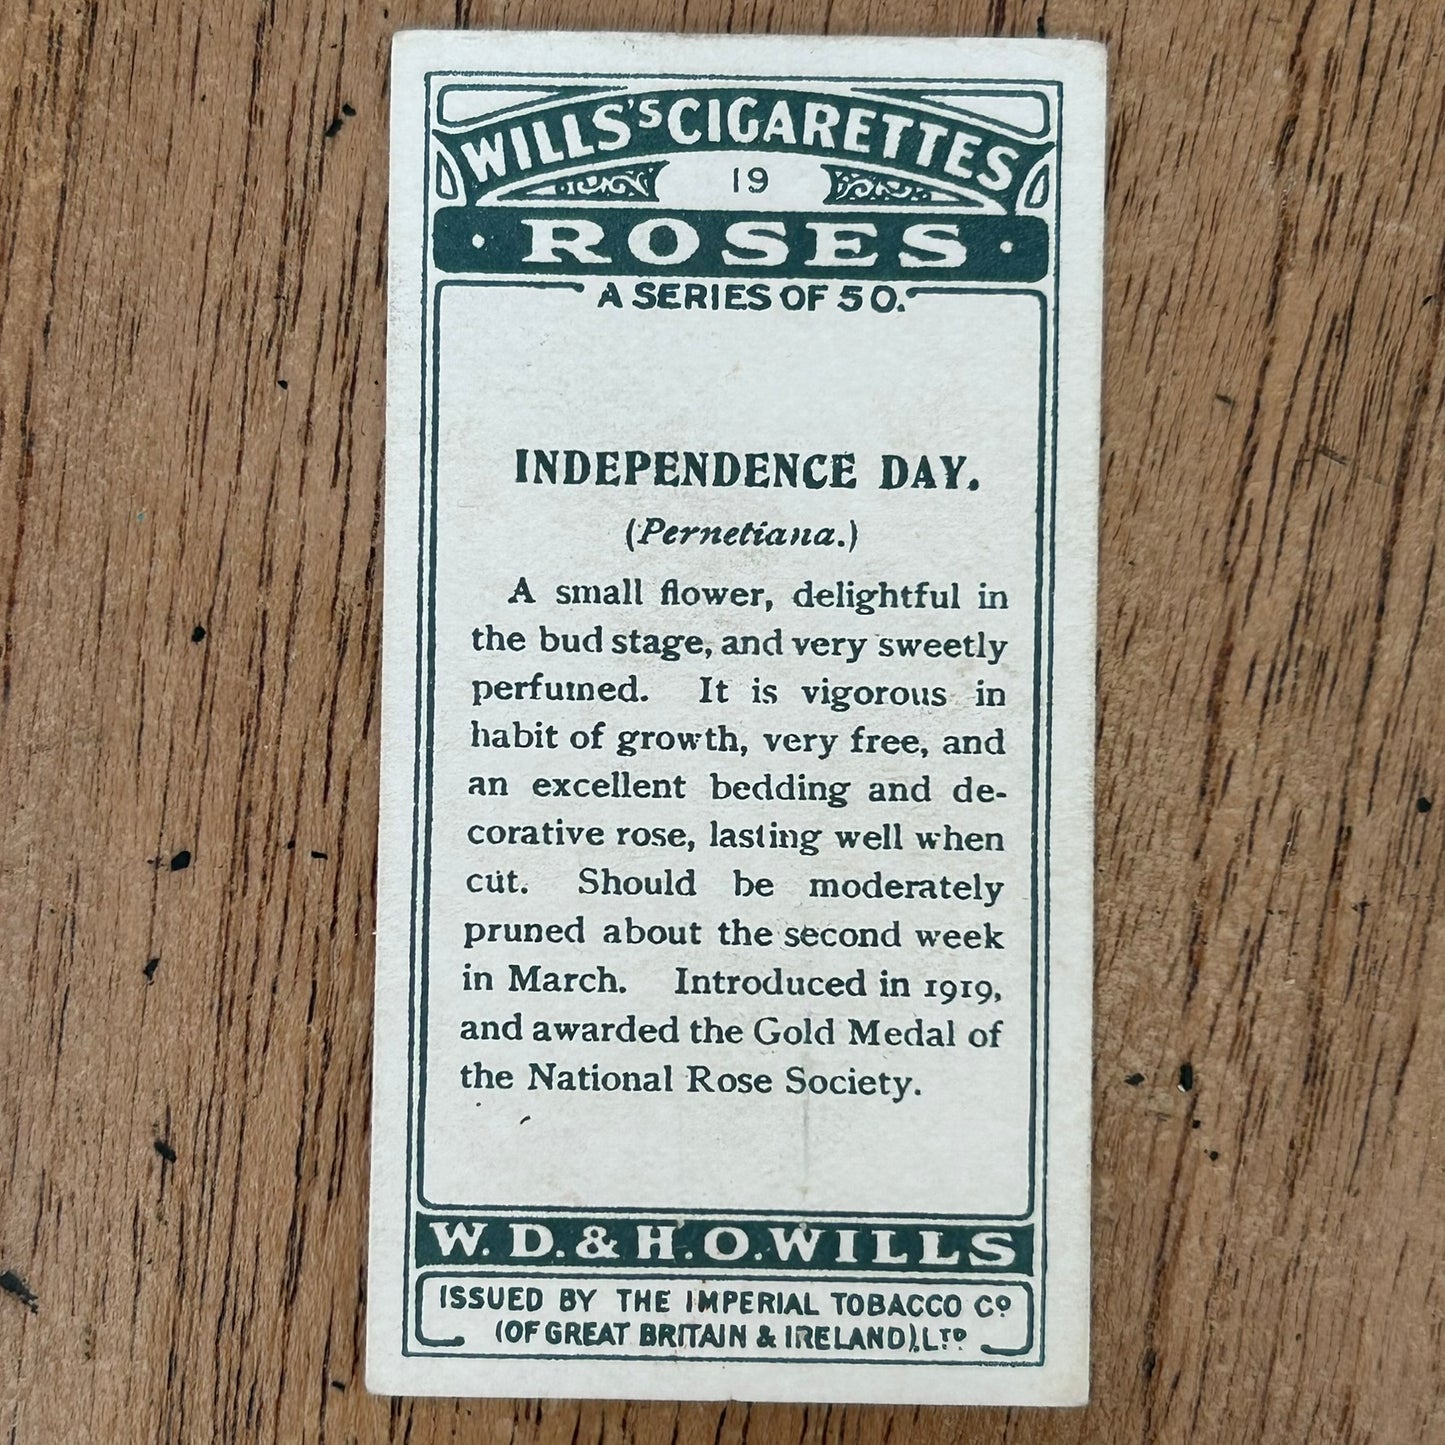 WILLS'S CIGARETTES
19
· ROSES ·
A SERIES OF 50.
INDEPENDENCE DAY.
(Pernetiana.)
A small flower, delightful in
the bud stage, and very sweetly
perfumed. It is vigorous in
habit of growth, very free, and
an excellent bedding and de-
corative rose, lasting well when
cut. Should be moderately
pruned about the second week
in March. Introduced in 1919,
and awarded the Gold Medal of
the National Rose Society.
W. D. & H. O. WILLS
ISSUED BY THE IMPERIAL TOBACCO Cº
(OF GREAT BRITAIN & IRELAND), LTD